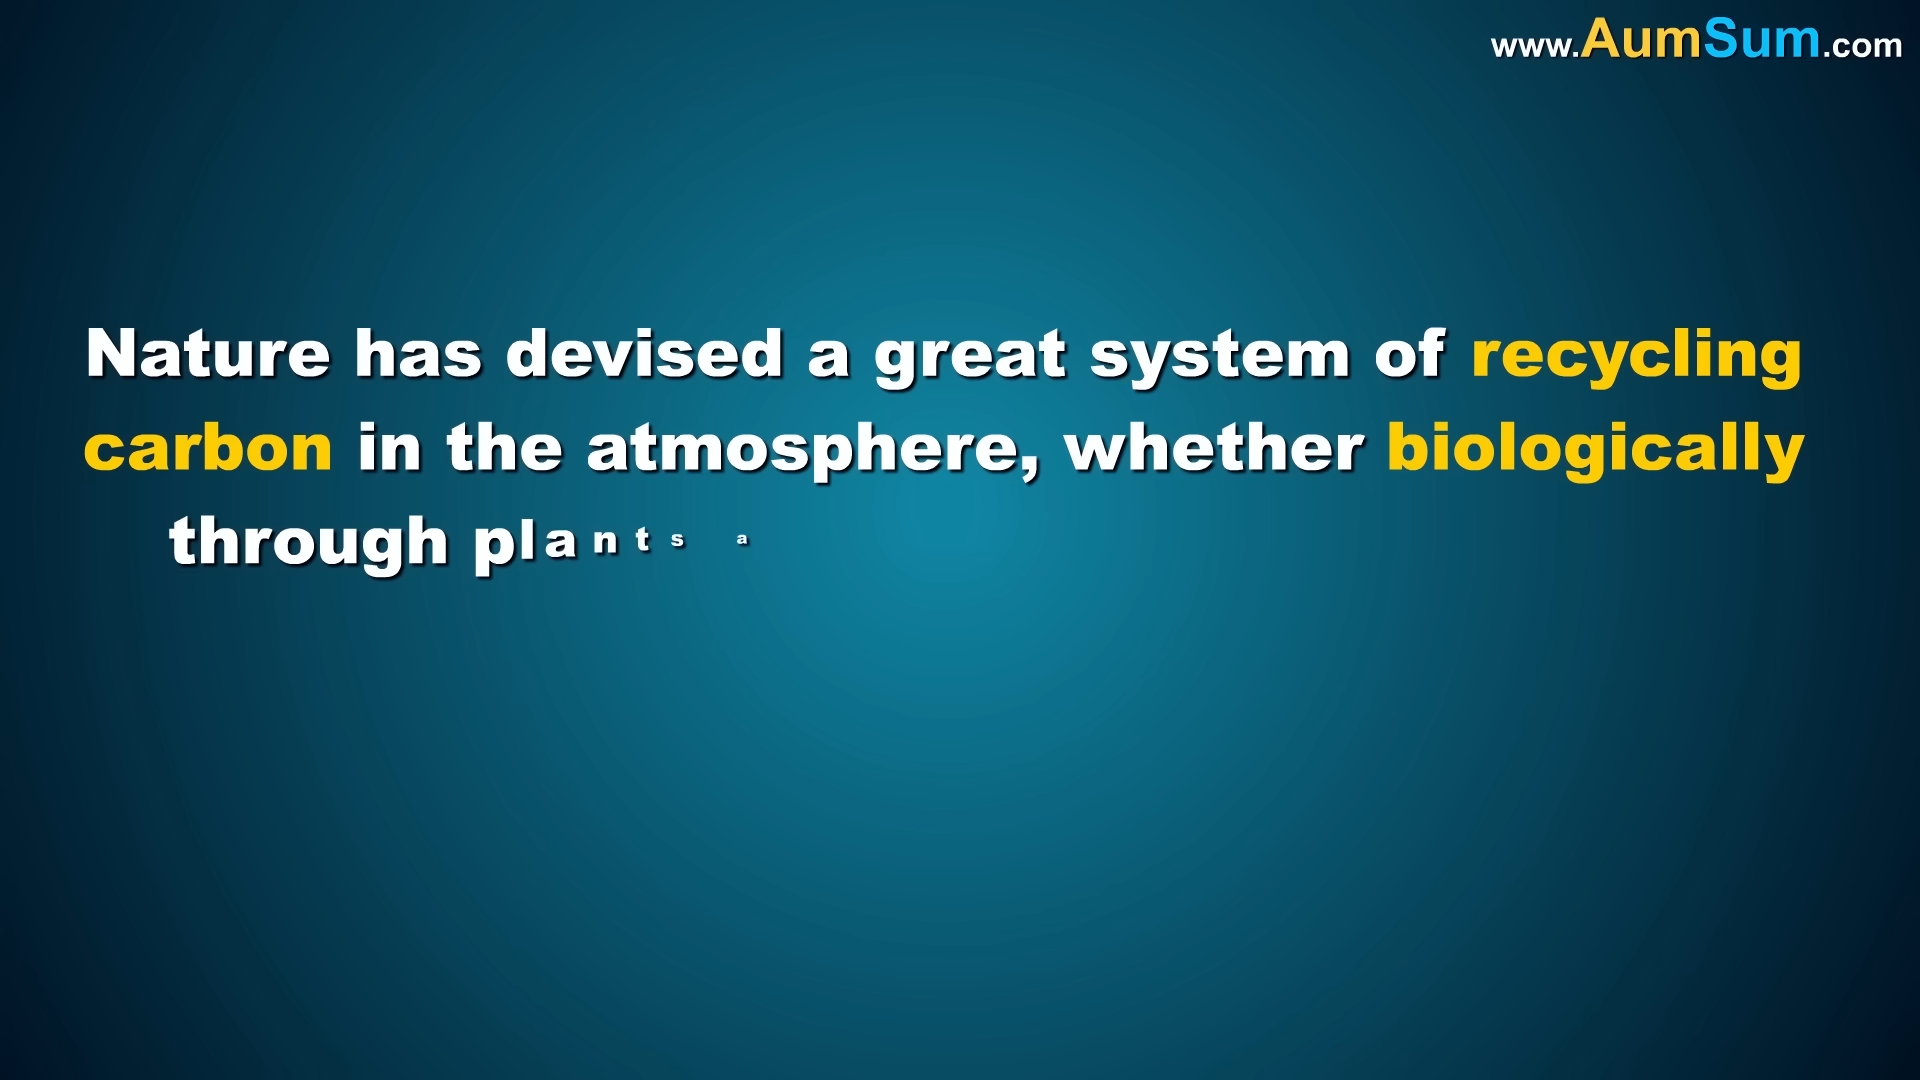 www.AumSum.com
Nature has devised a great system of recycling
carbon in the atmosphere, whether biologically
through plants a